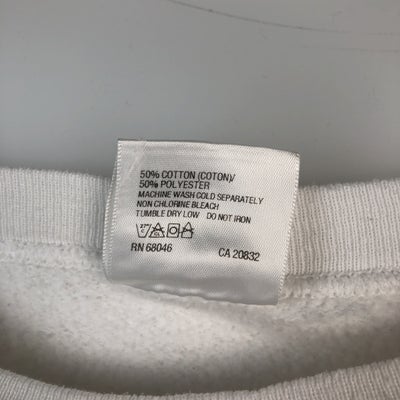 50% COTTON (COTON)/
50% POLYESTER
MACHINE WASH COLD SEPARATELY
NON CHLORINE BLEACH
TUMBLE DRY LOW DO NOT IRON
RN 68046 CA 20832